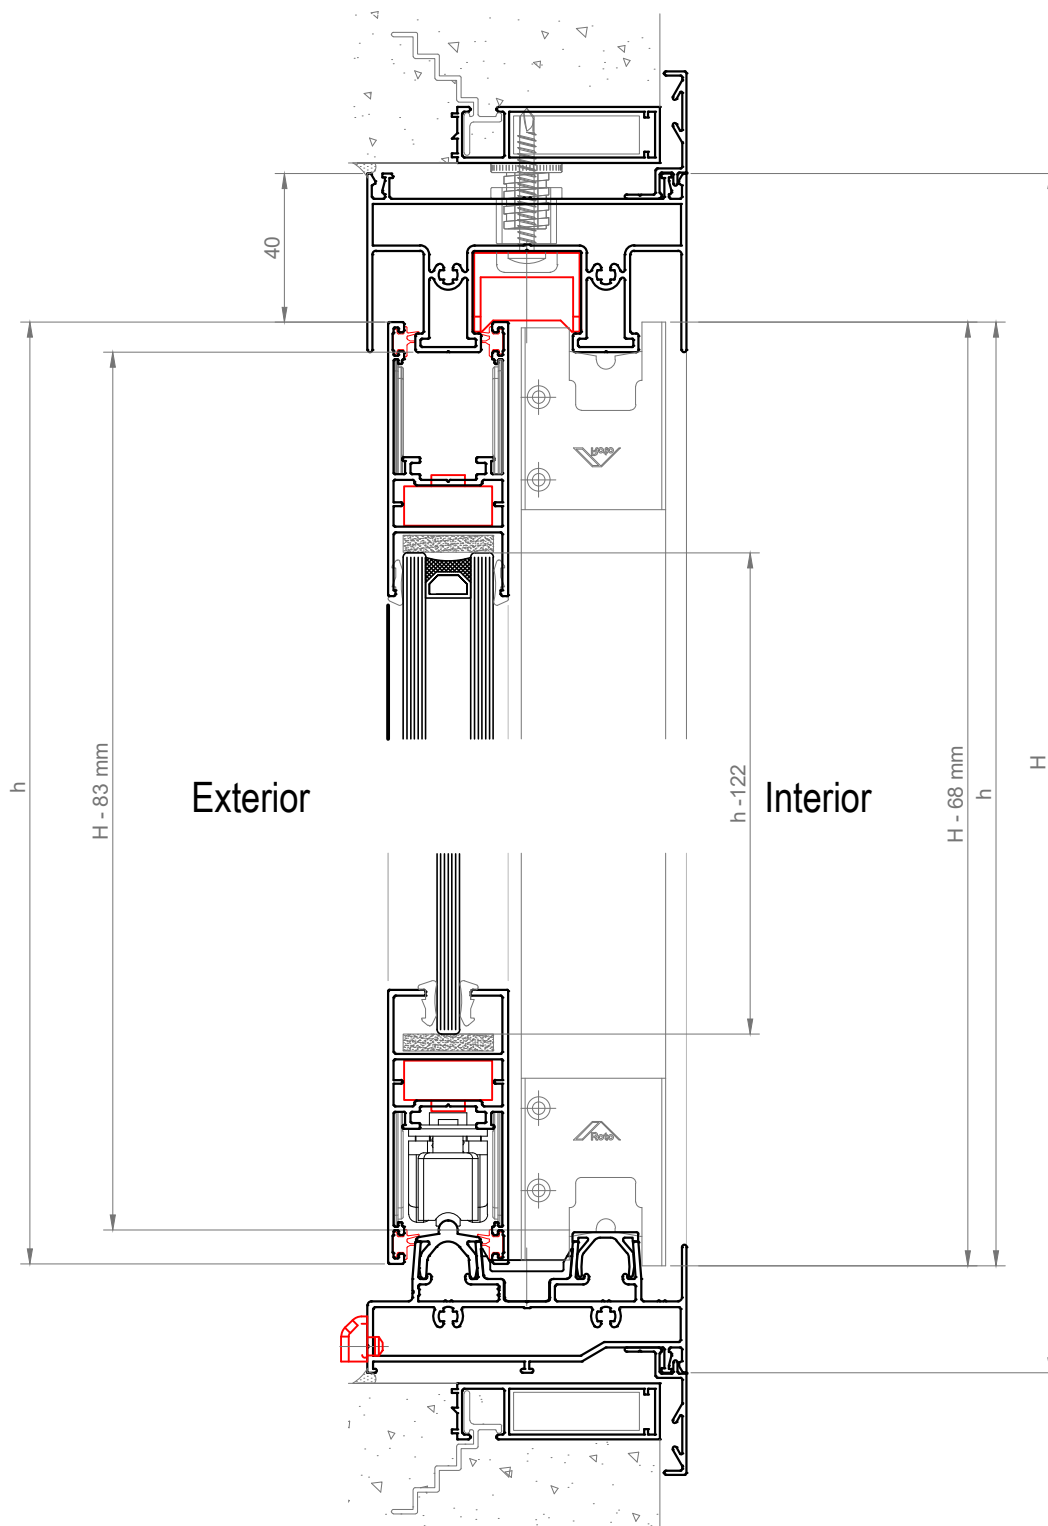 40
Roto
h
H - 83 mm
Exterior
h -122
Interior
H - 68 mm
h
H
Roto